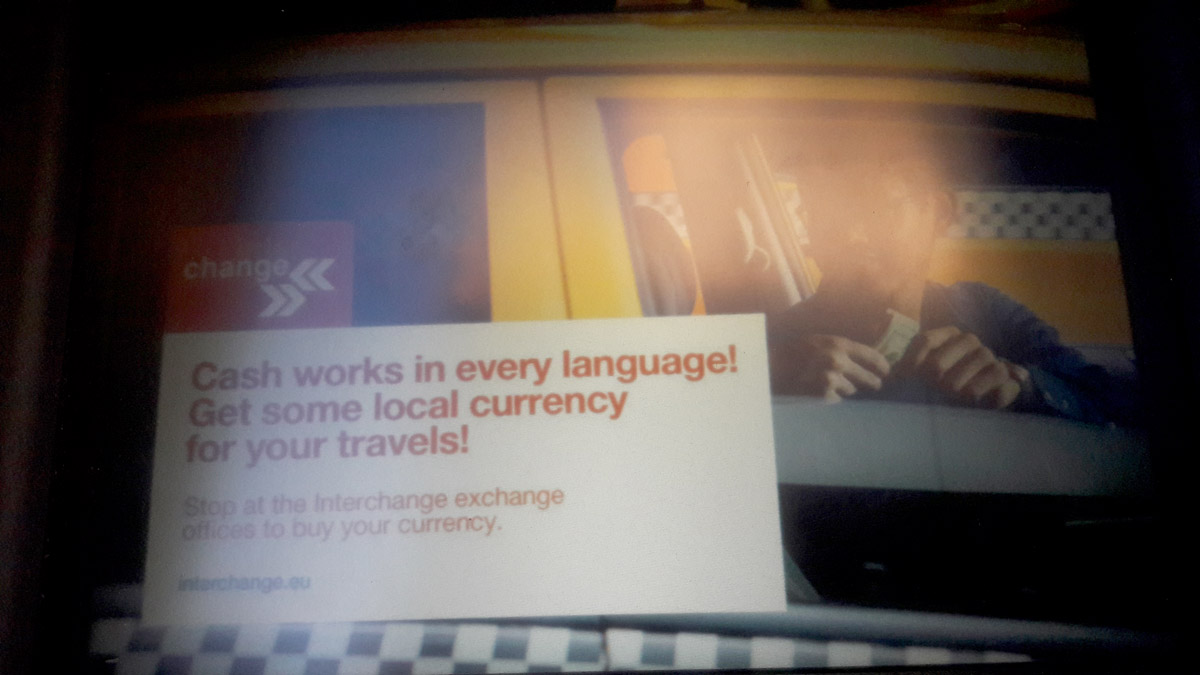 change
Cash works in every language!
Get some local currency
for your travels!
Stop at the Interchange exchange
offices to buy your currency.
interchange.eu